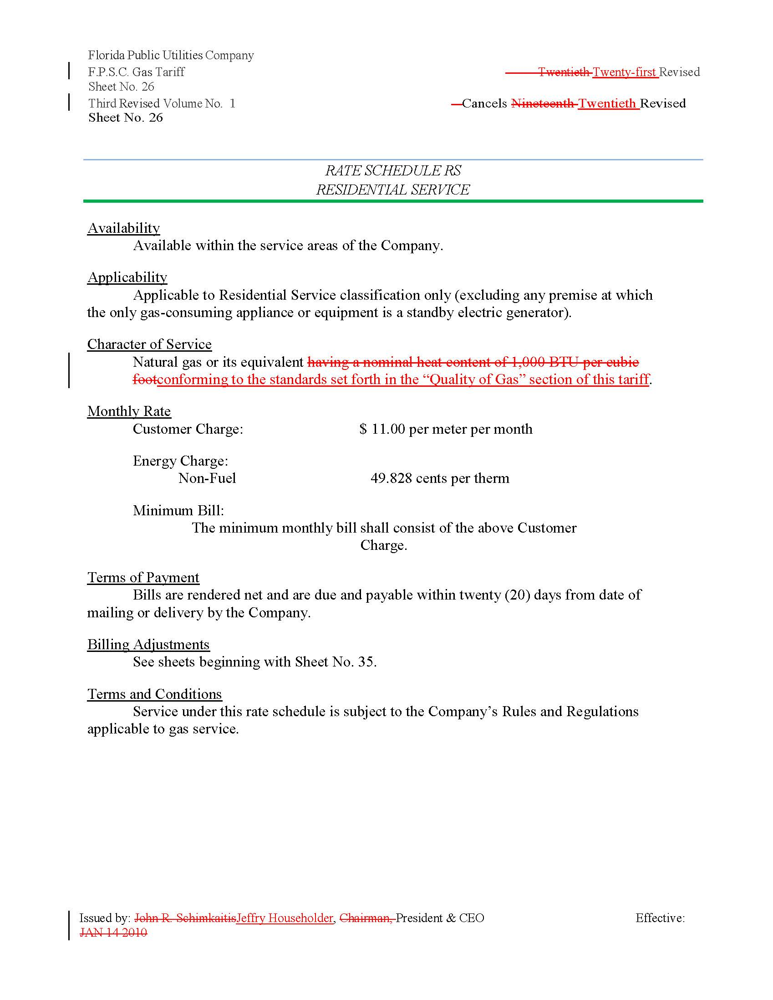 Florida Public Utilities Company
F.P.S.C. Gas Tariff Twentieth Twenty-first Revised
Sheet No. 26
Third Revised Volume No. 1 Cancels Nineteenth Twentieth Revised
Sheet No. 26
RATE SCHEDULE RS
RESIDENTIAL SERVICE
Availability
Available within the service areas of the Company.
Applicability
Applicable to Residential Service classification only (excluding any premise at which
the only gas-consuming appliance or equipment is a standby electric generator).
Character of Service
Natural gas or its equivalent having a nominal heat content of 1,000 BTU per cubic
footconforming to the standards set forth in the “Quality of Gas” section of this tariff.
Monthly Rate
Customer Charge: $ 11.00 per meter per month
Energy Charge:
Non-Fuel 49.828 cents per therm
Minimum Bill:
The minimum monthly bill shall consist of the above Customer
Charge.
Terms of Payment
Bills are rendered net and are due and payable within twenty (20) days from date of
mailing or delivery by the Company.
Billing Adjustments
See sheets beginning with Sheet No. 35.
Terms and Conditions
Service under this rate schedule is subject to the Company’s Rules and Regulations
applicable to gas service.
Issued by: John R. SchimkaitisJeffry Householder, Chairman, President & CEO Effective:
JAN 14 2010